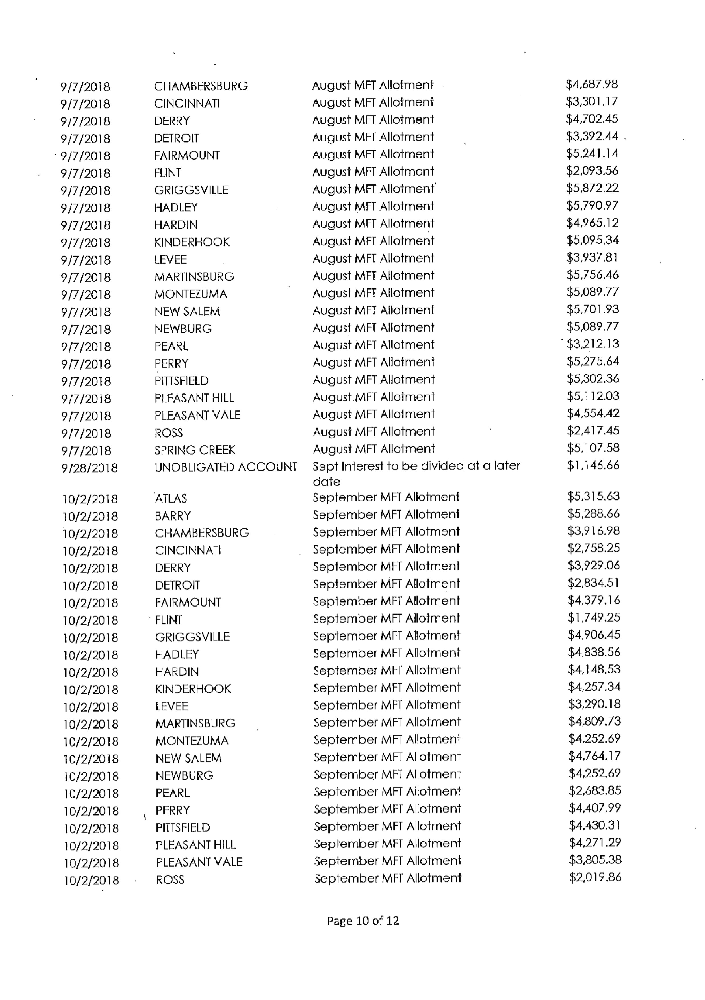 9/7/2018 CHAMBERSBURG August MFT Allotment $4,687.98
9/7/2018 CINCINNATI August MFT Allotment $3,301.17
9/7/2018 DERRY August MFT Allotment $4,702.45
9/7/2018 DETROIT August MFT Allotment $3,392.44
9/7/2018 FAIRMOUNT August MFT Allotment $5,241.14
9/7/2018 FLINT August MFT Allotment $2,093.56
9/7/2018 GRIGGSVILLE August MFT Allotment $5,872.22
9/7/2018 HADLEY August MFT Allotment $5,790.97
9/7/2018 HARDIN August MFT Allotment $4,965.12
9/7/2018 KINDERHOOK August MFT Allotment $5,095.34
9/7/2018 LEVEE August MFT Allotment $3,937.81
9/7/2018 MARTINSBURG August MFT Allotment $5,756.46
9/7/2018 MONTEZUMA August MFT Allotment $5,089.77
9/7/2018 NEW SALEM August MFT Allotment $5,701.93
9/7/2018 NEWBURG August MFT Allotment $5,089.77
9/7/2018 PEARL August MFT Allotment $3,212.13
9/7/2018 PERRY August MFT Allotment $5,275.64
9/7/2018 PITTSFIELD August MFT Allotment $5,302.36
9/7/2018 PLEASANT HILL August MFT Allotment $5,112.03
9/7/2018 PLEASANT VALE August MFT Allotment $4,554.42
9/7/2018 ROSS August MFT Allotment $2,417.45
9/7/2018 SPRING CREEK August MFT Allotment $5,107.58
9/28/2018 UNOBLIGATED ACCOUNT Sept Interest to be divided at a later $1,146.66
date
10/2/2018 ATLAS September MFT Allotment $5,315.63
10/2/2018 BARRY September MFT Allotment $5,288.66
10/2/2018 CHAMBERSBURG September MFT Allotment $3,916.98
10/2/2018 CINCINNATI September MFT Allotment $2,758.25
10/2/2018 DERRY September MFT Allotment $3,929.06
10/2/2018 DETROIT September MFT Allotment $2,834.51
10/2/2018 FAIRMOUNT September MFT Allotment $4,379.16
10/2/2018 FLINT September MFT Allotment $1,749.25
10/2/2018 GRIGGSVILLE September MFT Allotment $4,906.45
10/2/2018 HADLEY September MFT Allotment $4,838.56
10/2/2018 HARDIN September MFT Allotment $4,148.53
10/2/2018 KINDERHOOK September MFT Allotment $4,257.34
10/2/2018 LEVEE September MFT Allotment $3,290.18
10/2/2018 MARTINSBURG September MFT Allotment $4,809.73
10/2/2018 MONTEZUMA September MFT Allotment $4,252.69
10/2/2018 NEW SALEM September MFT Allotment $4,764.17
10/2/2018 NEWBURG September MFT Allotment $4,252.69
10/2/2018 PEARL September MFT Allotment $2,683.85
10/2/2018 PERRY September MFT Allotment $4,407.99
10/2/2018 PITTSFIELD September MFT Allotment $4,430.31
10/2/2018 PLEASANT HILL September MFT Allotment $4,271.29
10/2/2018 PLEASANT VALE September MFT Allotment $3,805.38
10/2/2018 ROSS September MFT Allotment $2,019.86
Page 10 of 12